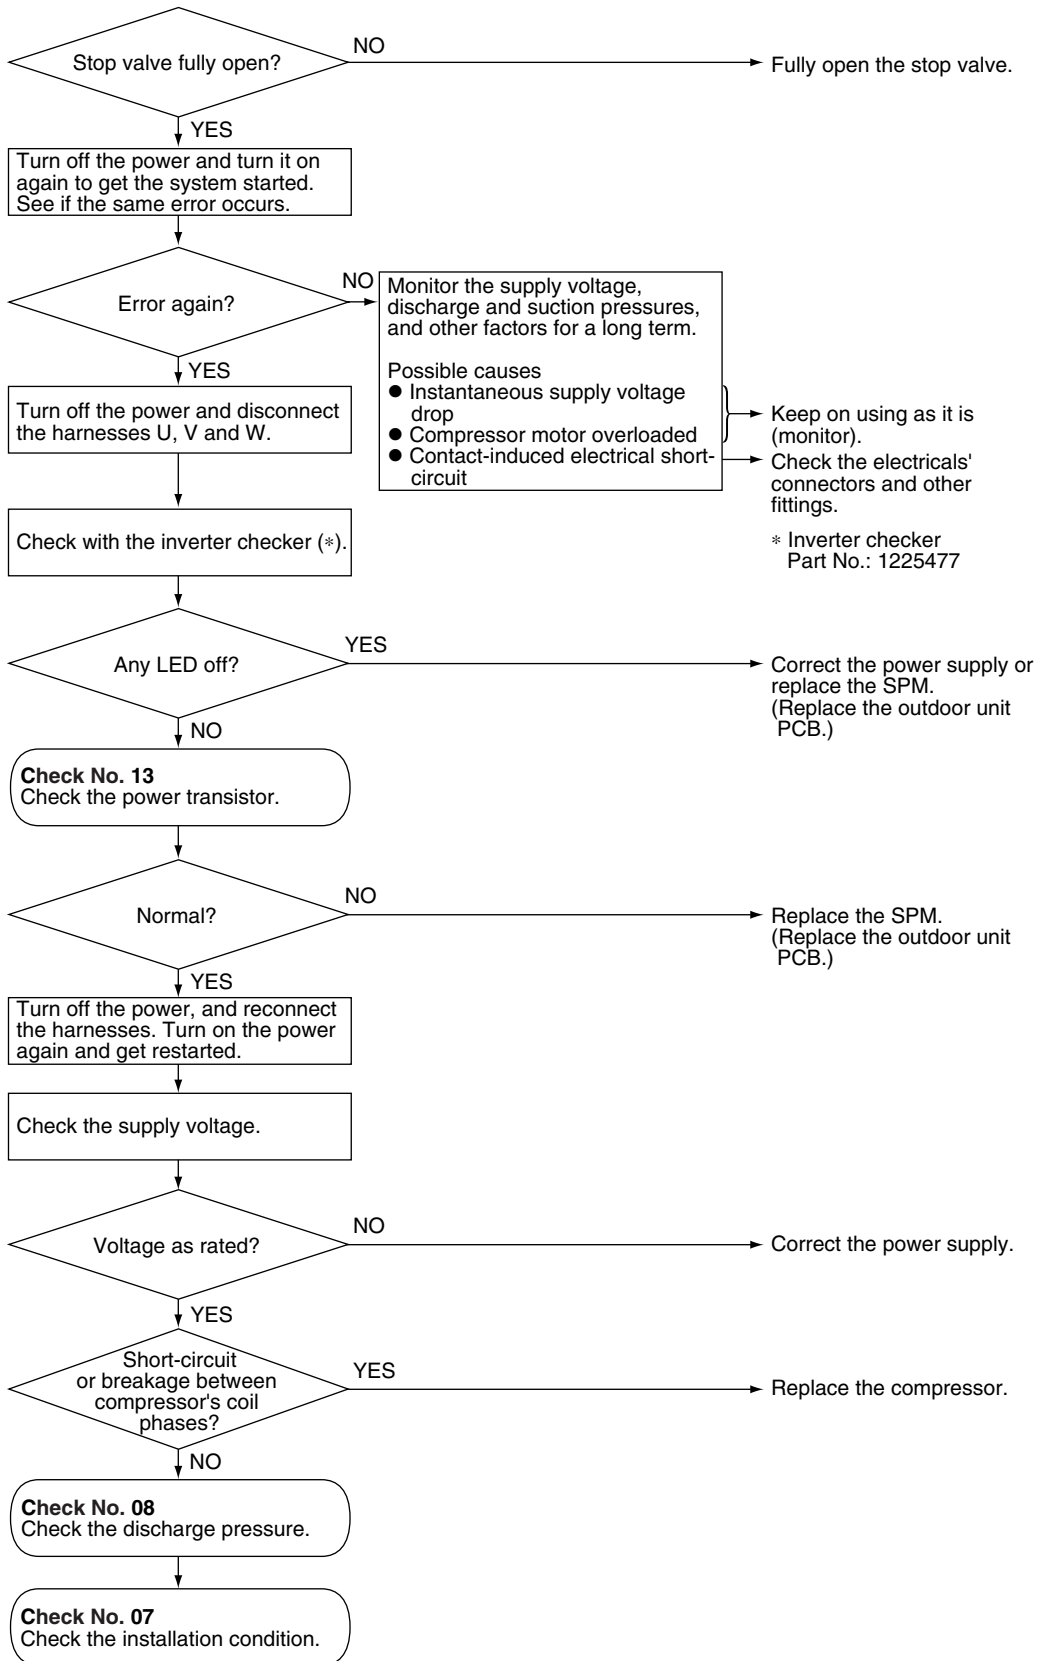 Stop valve fully open?
NO
Fully open the stop valve.
YES
Turn off the power and turn it on
again to get the system started.
See if the same error occurs.
Error again?
NO
Monitor the supply voltage,
discharge and suction pressures,
and other factors for a long term.
Possible causes
● Instantaneous supply voltage
drop
● Compressor motor overloaded
● Contact-induced electrical short-
circuit
Keep on using as it is
(monitor).
Check the electricals'
connectors and other
fittings.
* Inverter checker
Part No.: 1225477
YES
Turn off the power and disconnect
the harnesses U, V and W.
Check with the inverter checker (*).
Any LED off?
YES
Correct the power supply or
replace the SPM.
(Replace the outdoor unit
PCB.)
NO
Check No. 13
Check the power transistor.
Normal?
NO
Replace the SPM.
(Replace the outdoor unit
PCB.)
YES
Turn off the power, and reconnect
the harnesses. Turn on the power
again and get restarted.
Check the supply voltage.
Voltage as rated?
NO
Correct the power supply.
YES
Short-circuit
or breakage between
compressor's coil
phases?
YES
Replace the compressor.
NO
Check No. 08
Check the discharge pressure.
Check No. 07
Check the installation condition.